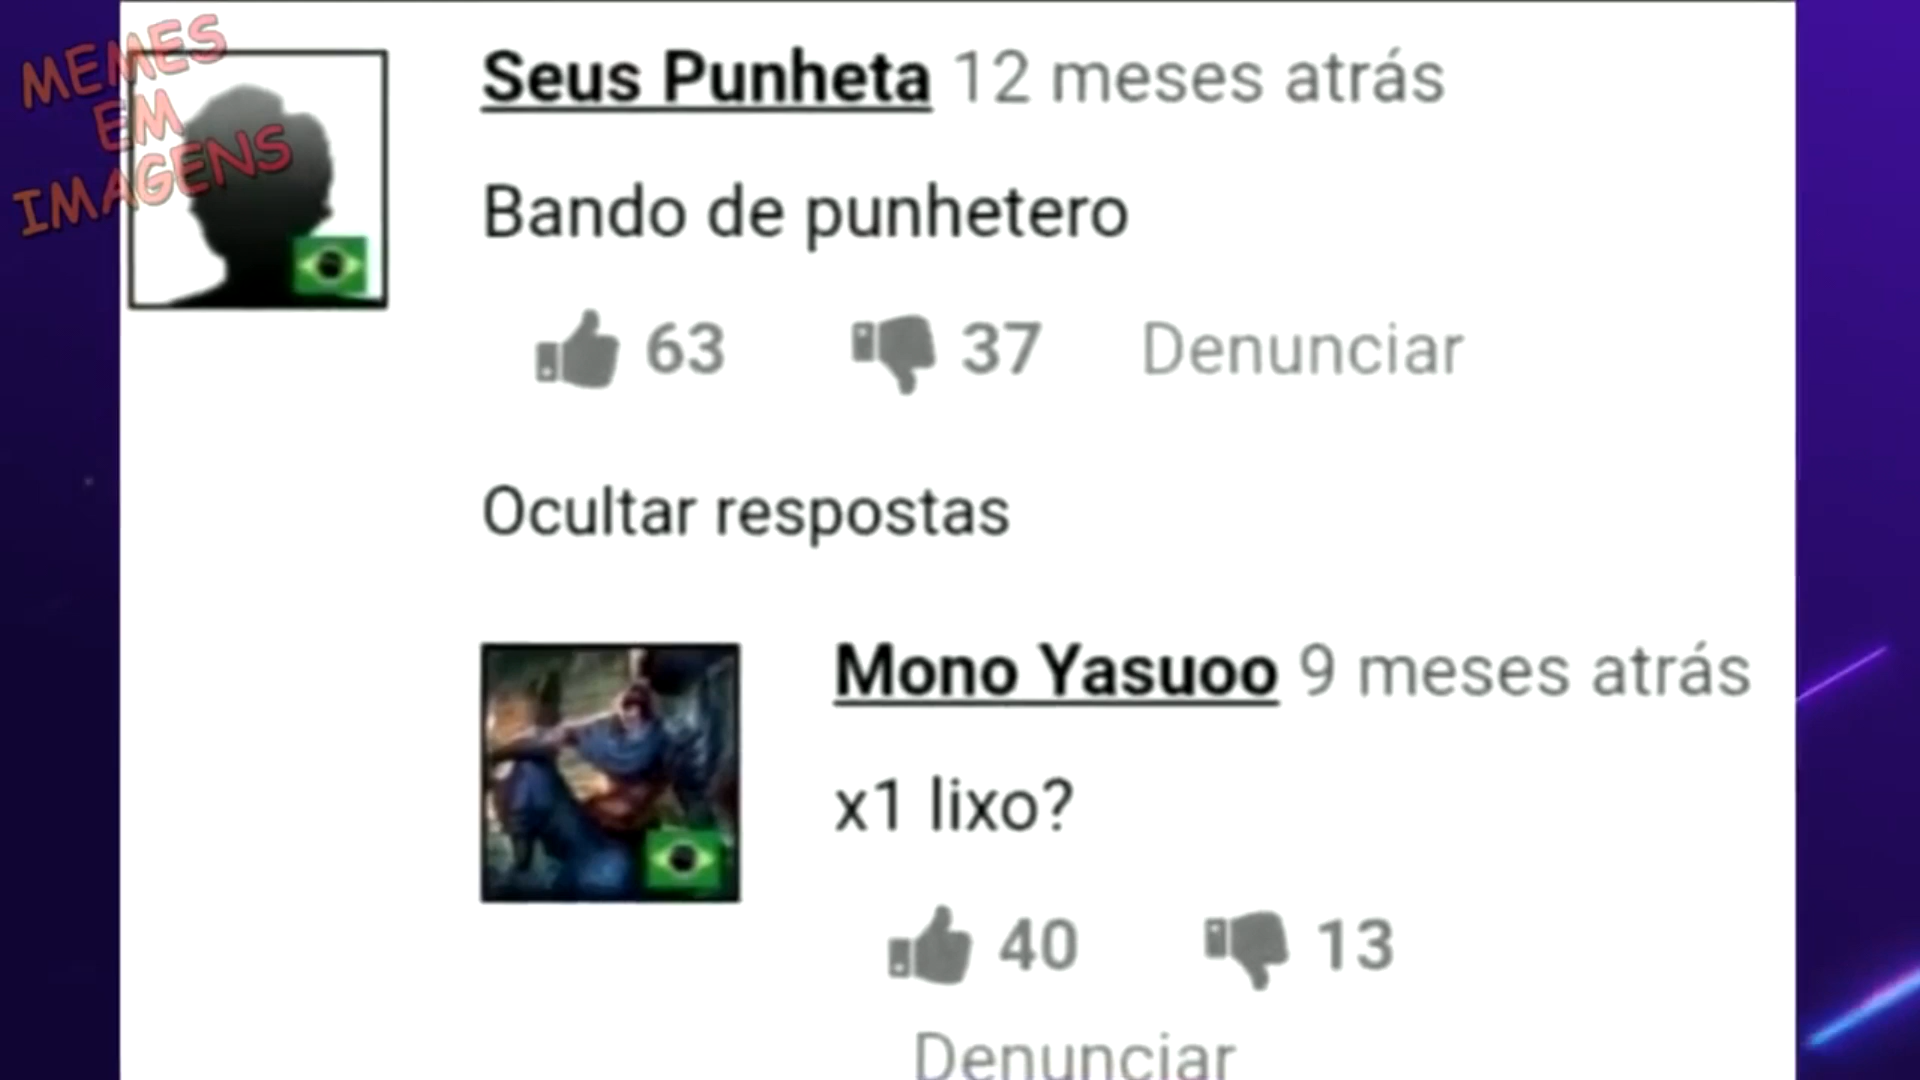 MEMES
EM
IMAGENS
Seus Punheta 12 meses atrás
Bando de punhetero
63 37 Denunciar
Ocultar respostas
Mono Yasuoo 9 meses atrás
x1 lixo?
40 13
Denunciar